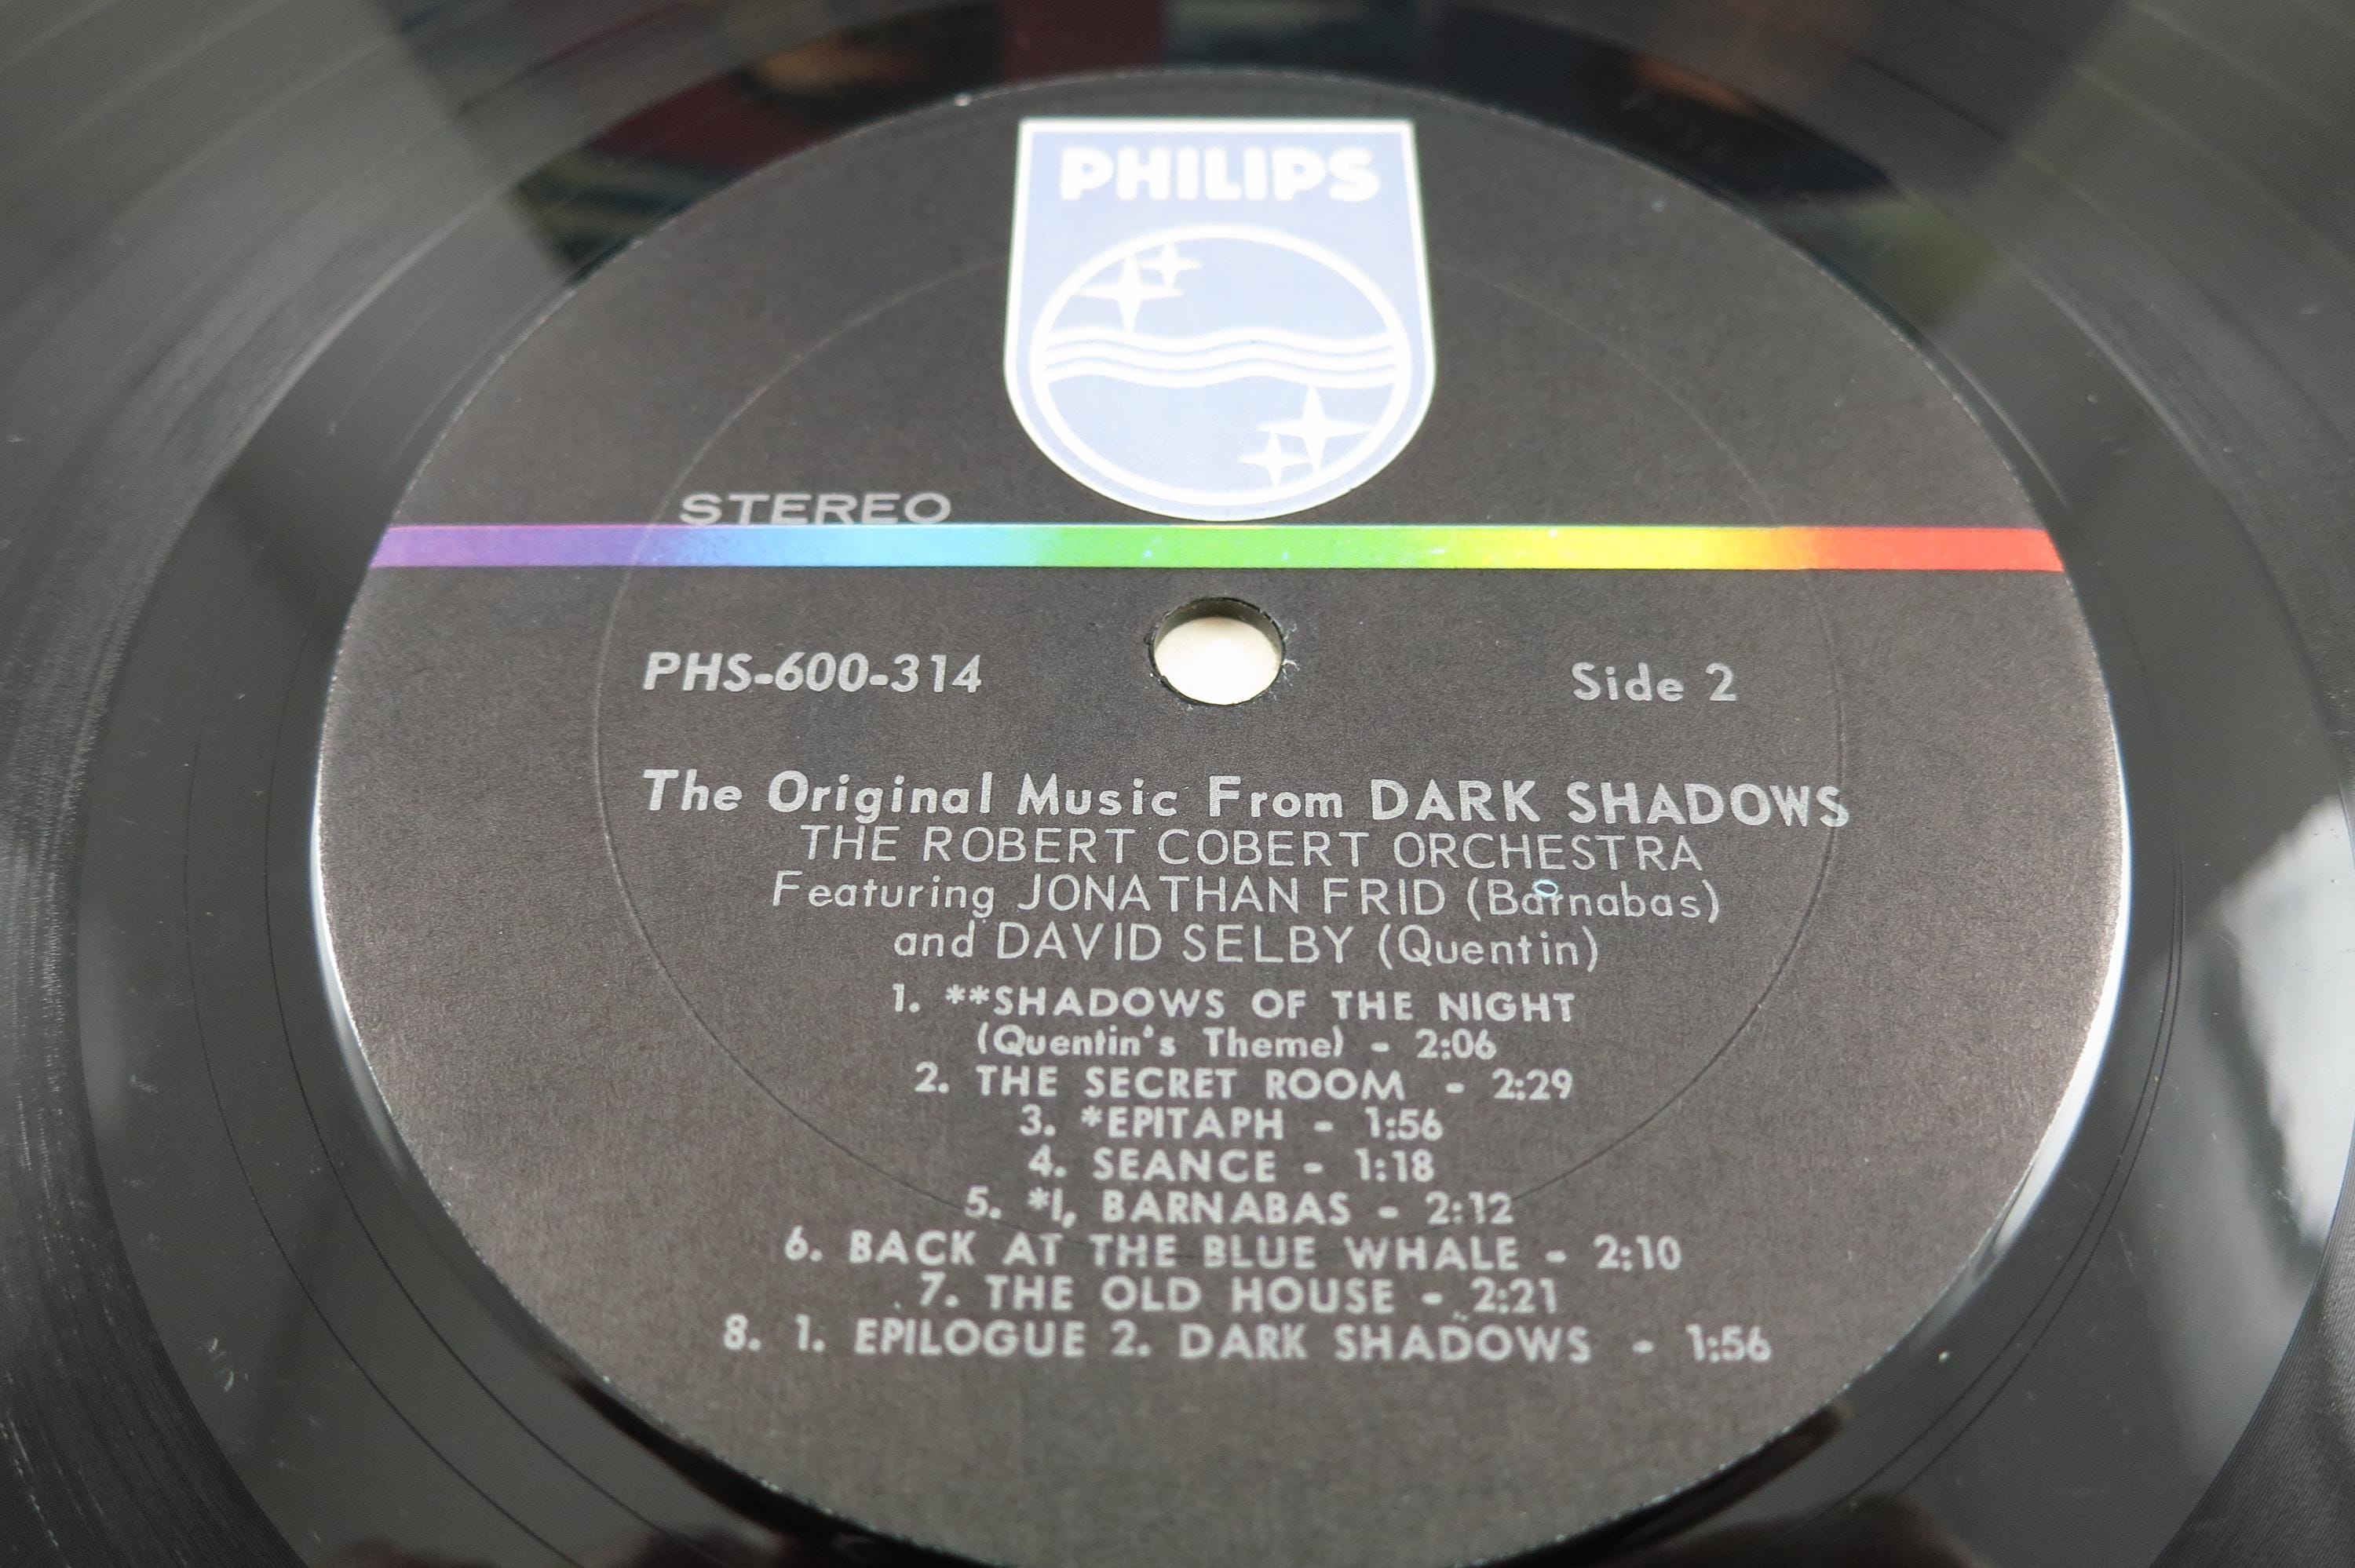 PHILIPS
STEREO
PHS-600-314
Side 2
The Original Music From DARK SHADOWS
THE ROBERT COBERT ORCHESTRA
Featuring JONATHAN FRID (Barnabas)
and DAVID SELBY (Quentin)
1. **SHADOWS OF THE NIGHT
(Quentin's Theme) - 2:06
2. THE SECRET ROOM - 2:29
3. *EPITAPH - 1:56
4. SEANCE - 1:18
5. *I, BARNABAS - 2:12
6. BACK AT THE BLUE WHALE - 2:10
7. THE OLD HOUSE - 2:21
8. 1. EPILOGUE 2. DARK SHADOWS - 1:56